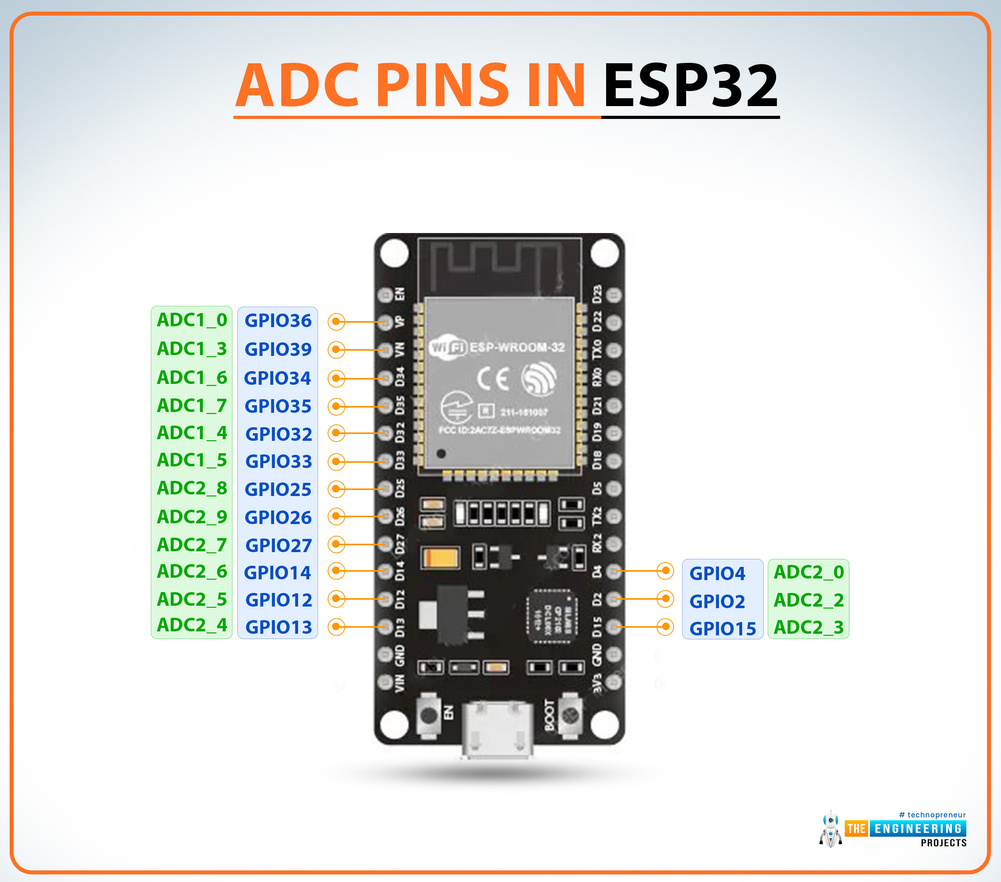 ADC PINS IN ESP32
ADC1_0 GPIO36
ADC1_3 GPIO39
ADC1_6 GPIO34
ADC1_7 GPIO35
ADC1_4 GPIO32
ADC1_5 GPIO33
ADC2_8 GPIO25
ADC2_9 GPIO26
ADC2_7 GPIO27
ADC2_6 GPIO14
ADC2_5 GPIO12
ADC2_4 GPIO13
EN
VP
VN
D34
D35
D32
D33
D25
D26
D27
D14
D12
D13
GND
VIN
WiFi ESP-WROOM-32
CE
R 211-161007
FCC ID:2AC7Z-ESPWROOM32
EN
BOOT
D23
D22
TX0
RX0
D21
D19
D18
D5
TX2
RX2
D4
D2
D15
GND
3V3
GPIO4 ADC2_0
GPIO2 ADC2_2
GPIO15 ADC2_3
# technopreneur
THE ENGINEERING
PROJECTS